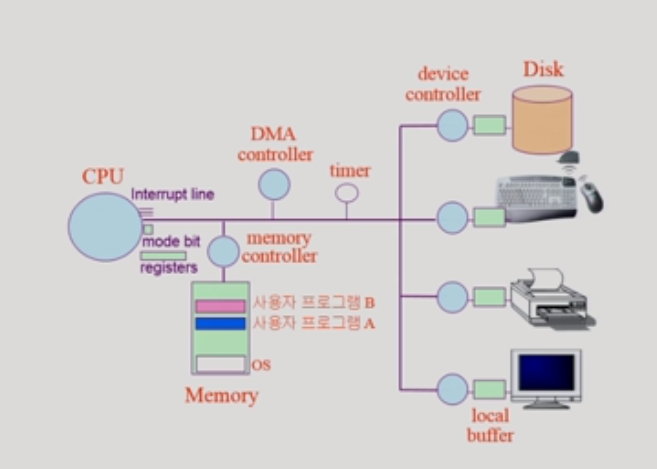 device
controller
Disk
DMA
controller
timer
CPU
Interrupt line
mode bit
registers
memory
controller
사용자 프로그램 B
사용자 프로그램 A
OS
Memory
local
buffer